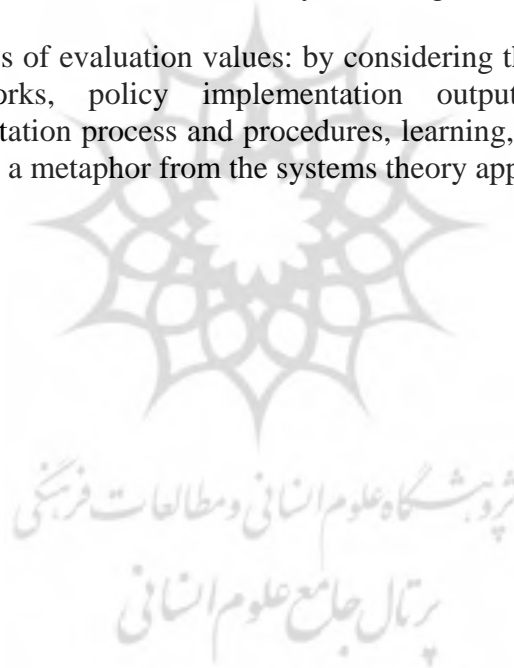 es of evaluation values: by considering th
orks, policy implementation output
tation process and procedures, learning,
a metaphor from the systems theory app
پژوهشگاه علوم انسانی و مطالعات فرهنگی
پرتال جامع علوم انسانی